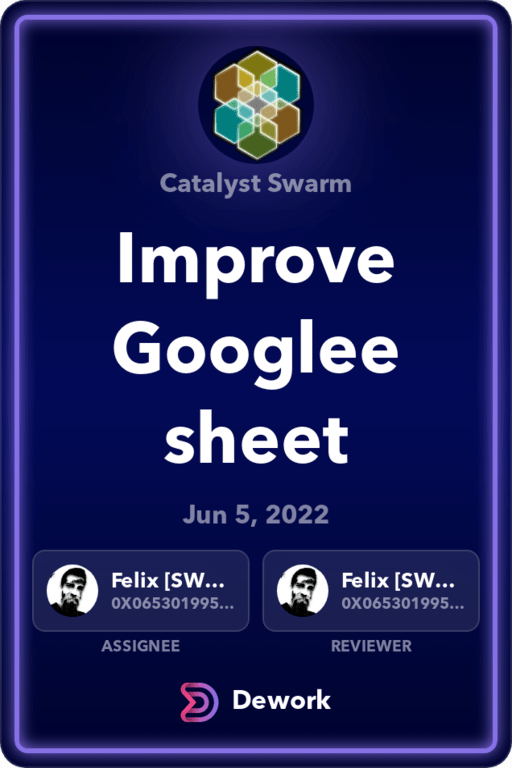 Catalyst Swarm
Improve
Googlee
sheet
Jun 5, 2022
Felix [SW... Felix [SW...
0X065301995... 0X065301995...
ASSIGNEE REVIEWER
Dework